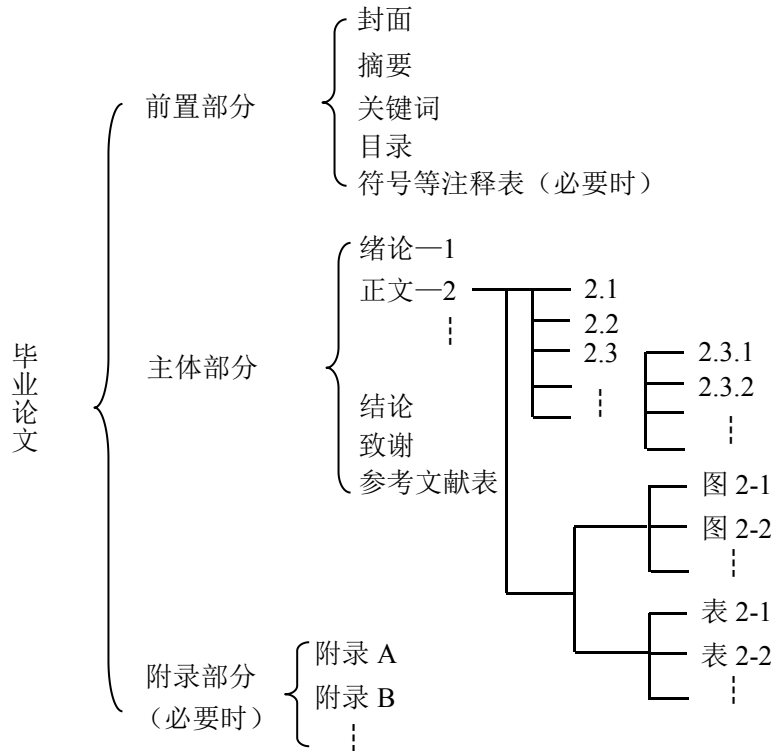 毕业论文
前置部分
封面
摘要
关键词
目录
符号等注释表（必要时）
主体部分
绪论—1
正文—2
2.1
2.2
2.3
2.3.1
2.3.2
图 2-1
图 2-2
表 2-1
表 2-2
结论
致谢
参考文献表
附录部分
（必要时）
附录 A
附录 B